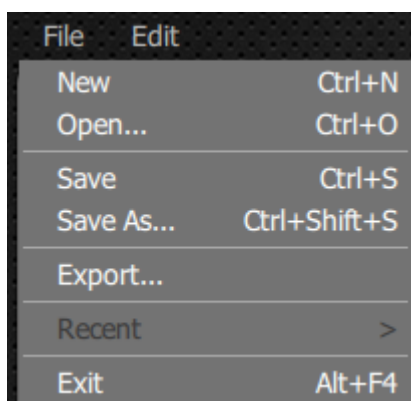 File Edit
New Ctrl+N
Open... Ctrl+O
Save Ctrl+S
Save As... Ctrl+Shift+S
Export...
Recent >
Exit Alt+F4